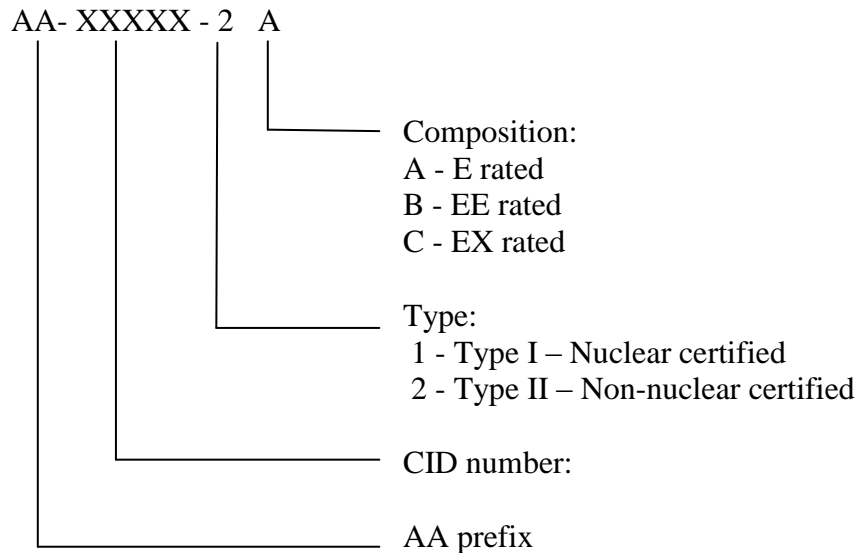 AA- XXXXX - 2 A
Composition:
A - E rated
B - EE rated
C - EX rated
Type:
1 - Type I – Nuclear certified
2 - Type II – Non-nuclear certified
CID number:
AA prefix